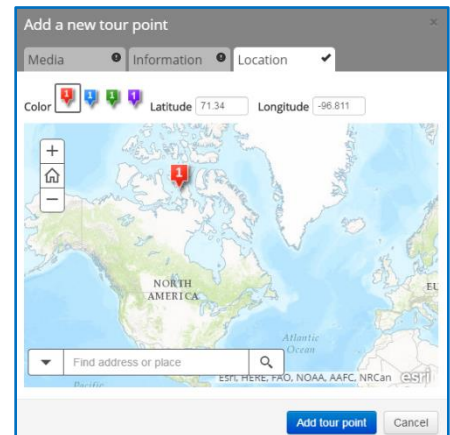 Add a new tour point ×
Media Information Location
Color 1 1 1 1 Latitude 71.34 Longitude -96.811
+
−
1
NORTH
AMERICA
EU
Atlantic
Ocean
Find address or place
Pacific
Esri, HERE, FAO, NOAA, AAFC, NRCan esri
Add tour point Cancel